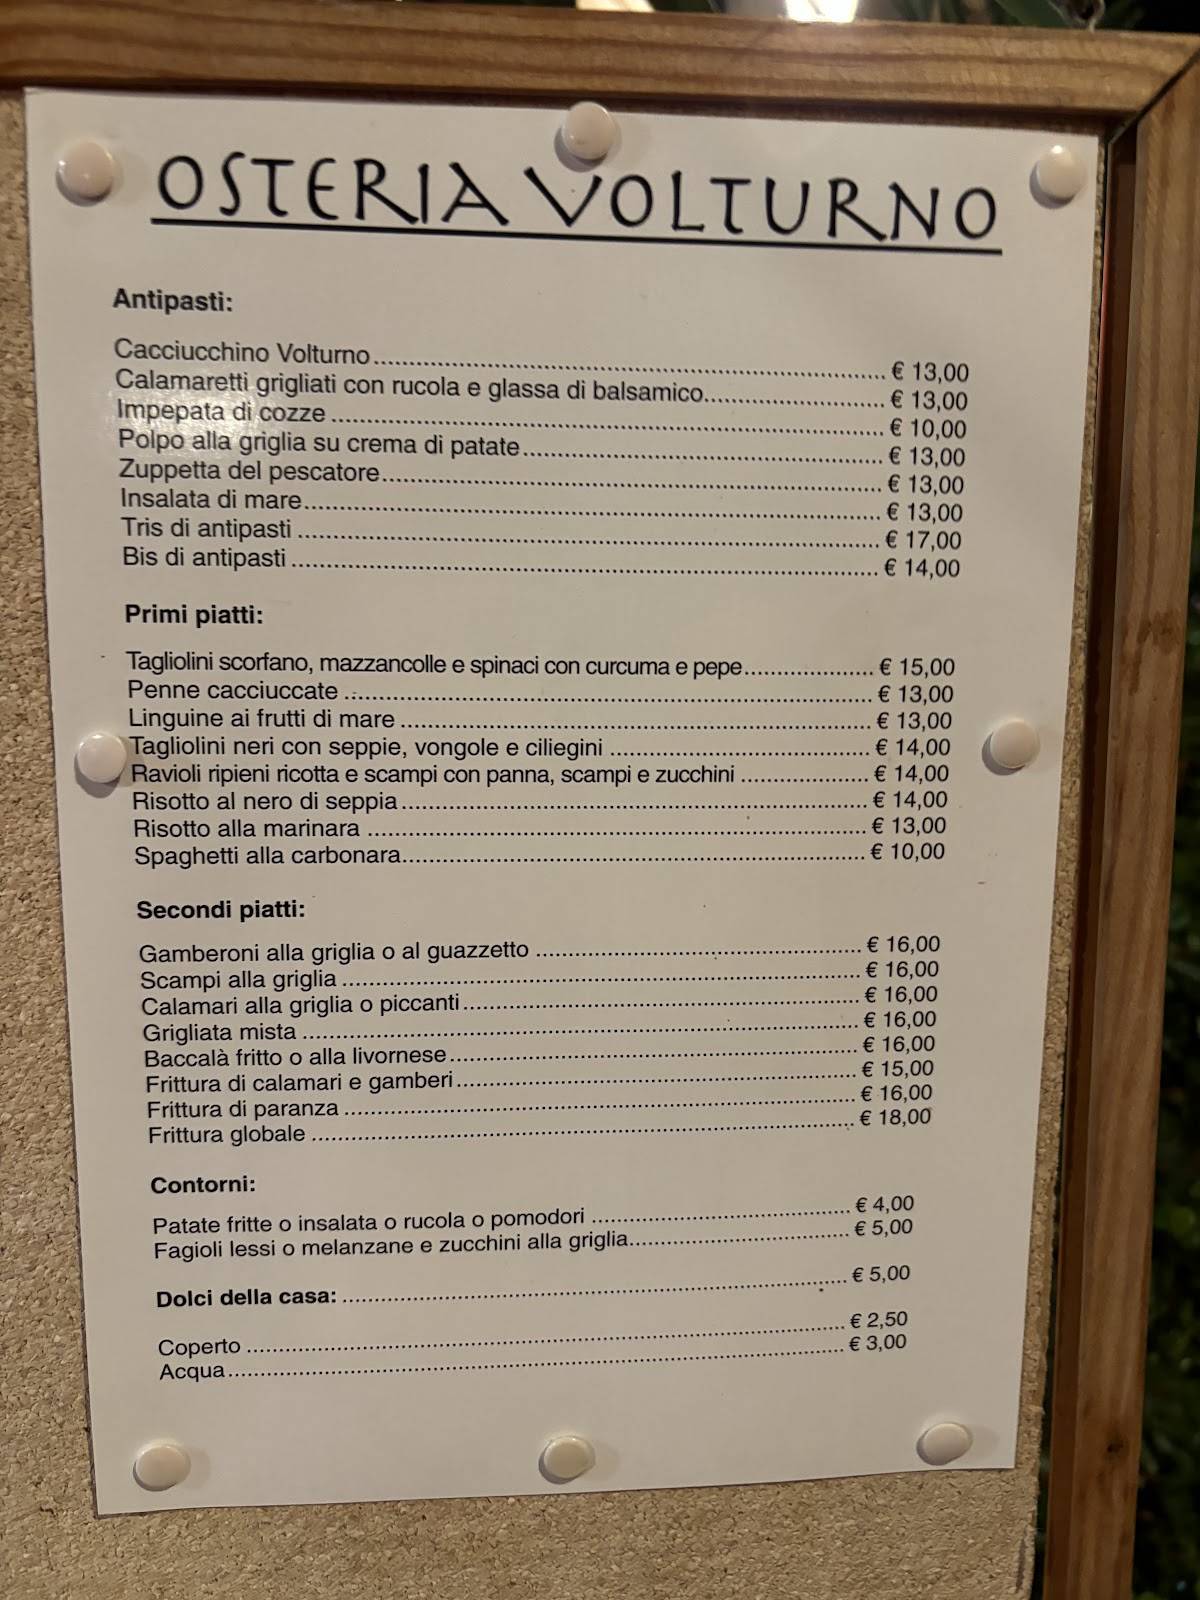 OSTERIA VOLTURNO
Antipasti:
Cacciucchino Volturno € 13,00
Calamaretti grigliati con rucola e glassa di balsamico € 13,00
Impepata di cozze € 10,00
Polpo alla griglia su crema di patate € 13,00
Zuppetta del pescatore € 13,00
Insalata di mare € 13,00
Tris di antipasti € 17,00
Bis di antipasti € 14,00
Primi piatti:
Tagliolini scorfano, mazzancolle e spinaci con curcuma e pepe € 15,00
Penne cacciuccate € 13,00
Linguine ai frutti di mare € 13,00
Tagliolini neri con seppie, vongole e ciliegini € 14,00
Ravioli ripieni ricotta e scampi con panna, scampi e zucchini € 14,00
Risotto al nero di seppia € 14,00
Risotto alla marinara € 13,00
Spaghetti alla carbonara € 10,00
Secondi piatti:
Gamberoni alla griglia o al guazzetto € 16,00
Scampi alla griglia € 16,00
Calamari alla griglia o piccanti € 16,00
Grigliata mista € 16,00
Baccalà fritto o alla livornese € 16,00
Frittura di calamari e gamberi € 15,00
Frittura di paranza € 16,00
Frittura globale € 18,00
Contorni:
Patate fritte o insalata o rucola o pomodori € 4,00
Fagioli lessi o melanzane e zucchini alla griglia € 5,00
Dolci della casa: € 5,00
Coperto € 2,50
Acqua € 3,00